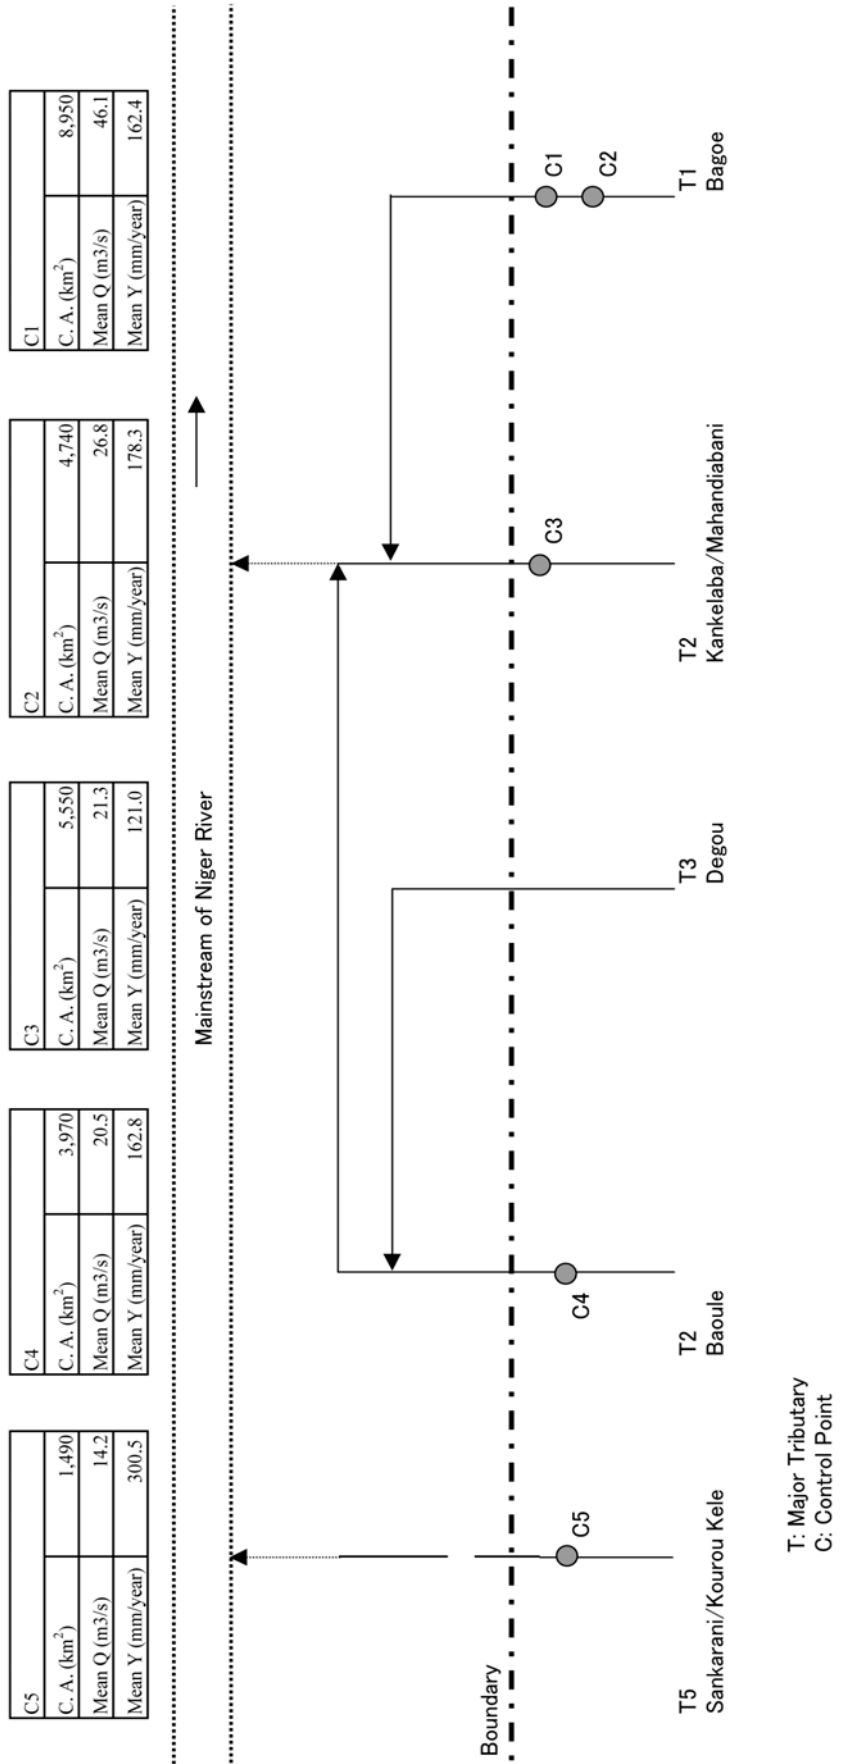 C5
C. A. (km²) 1,490
Mean Q (m3/s) 14.2
Mean Y (mm/year) 300.5
C4
C. A. (km²) 3,970
Mean Q (m3/s) 20.5
Mean Y (mm/year) 162.8
C3
C. A. (km²) 5,550
Mean Q (m3/s) 21.3
Mean Y (mm/year) 121.0
C2
C. A. (km²) 4,740
Mean Q (m3/s) 26.8
Mean Y (mm/year) 178.3
C1
C. A. (km²) 8,950
Mean Q (m3/s) 46.1
Mean Y (mm/year) 162.4
Mainstream of Niger River
Boundary
C5
C4
C3
C1
C2
T5
Sankarani/Kourou Kele
T2
Baoule
T3
Degou
T2
Kankelaba/Mahandiabani
T1
Bagoe
T: Major Tributary
C: Control Point